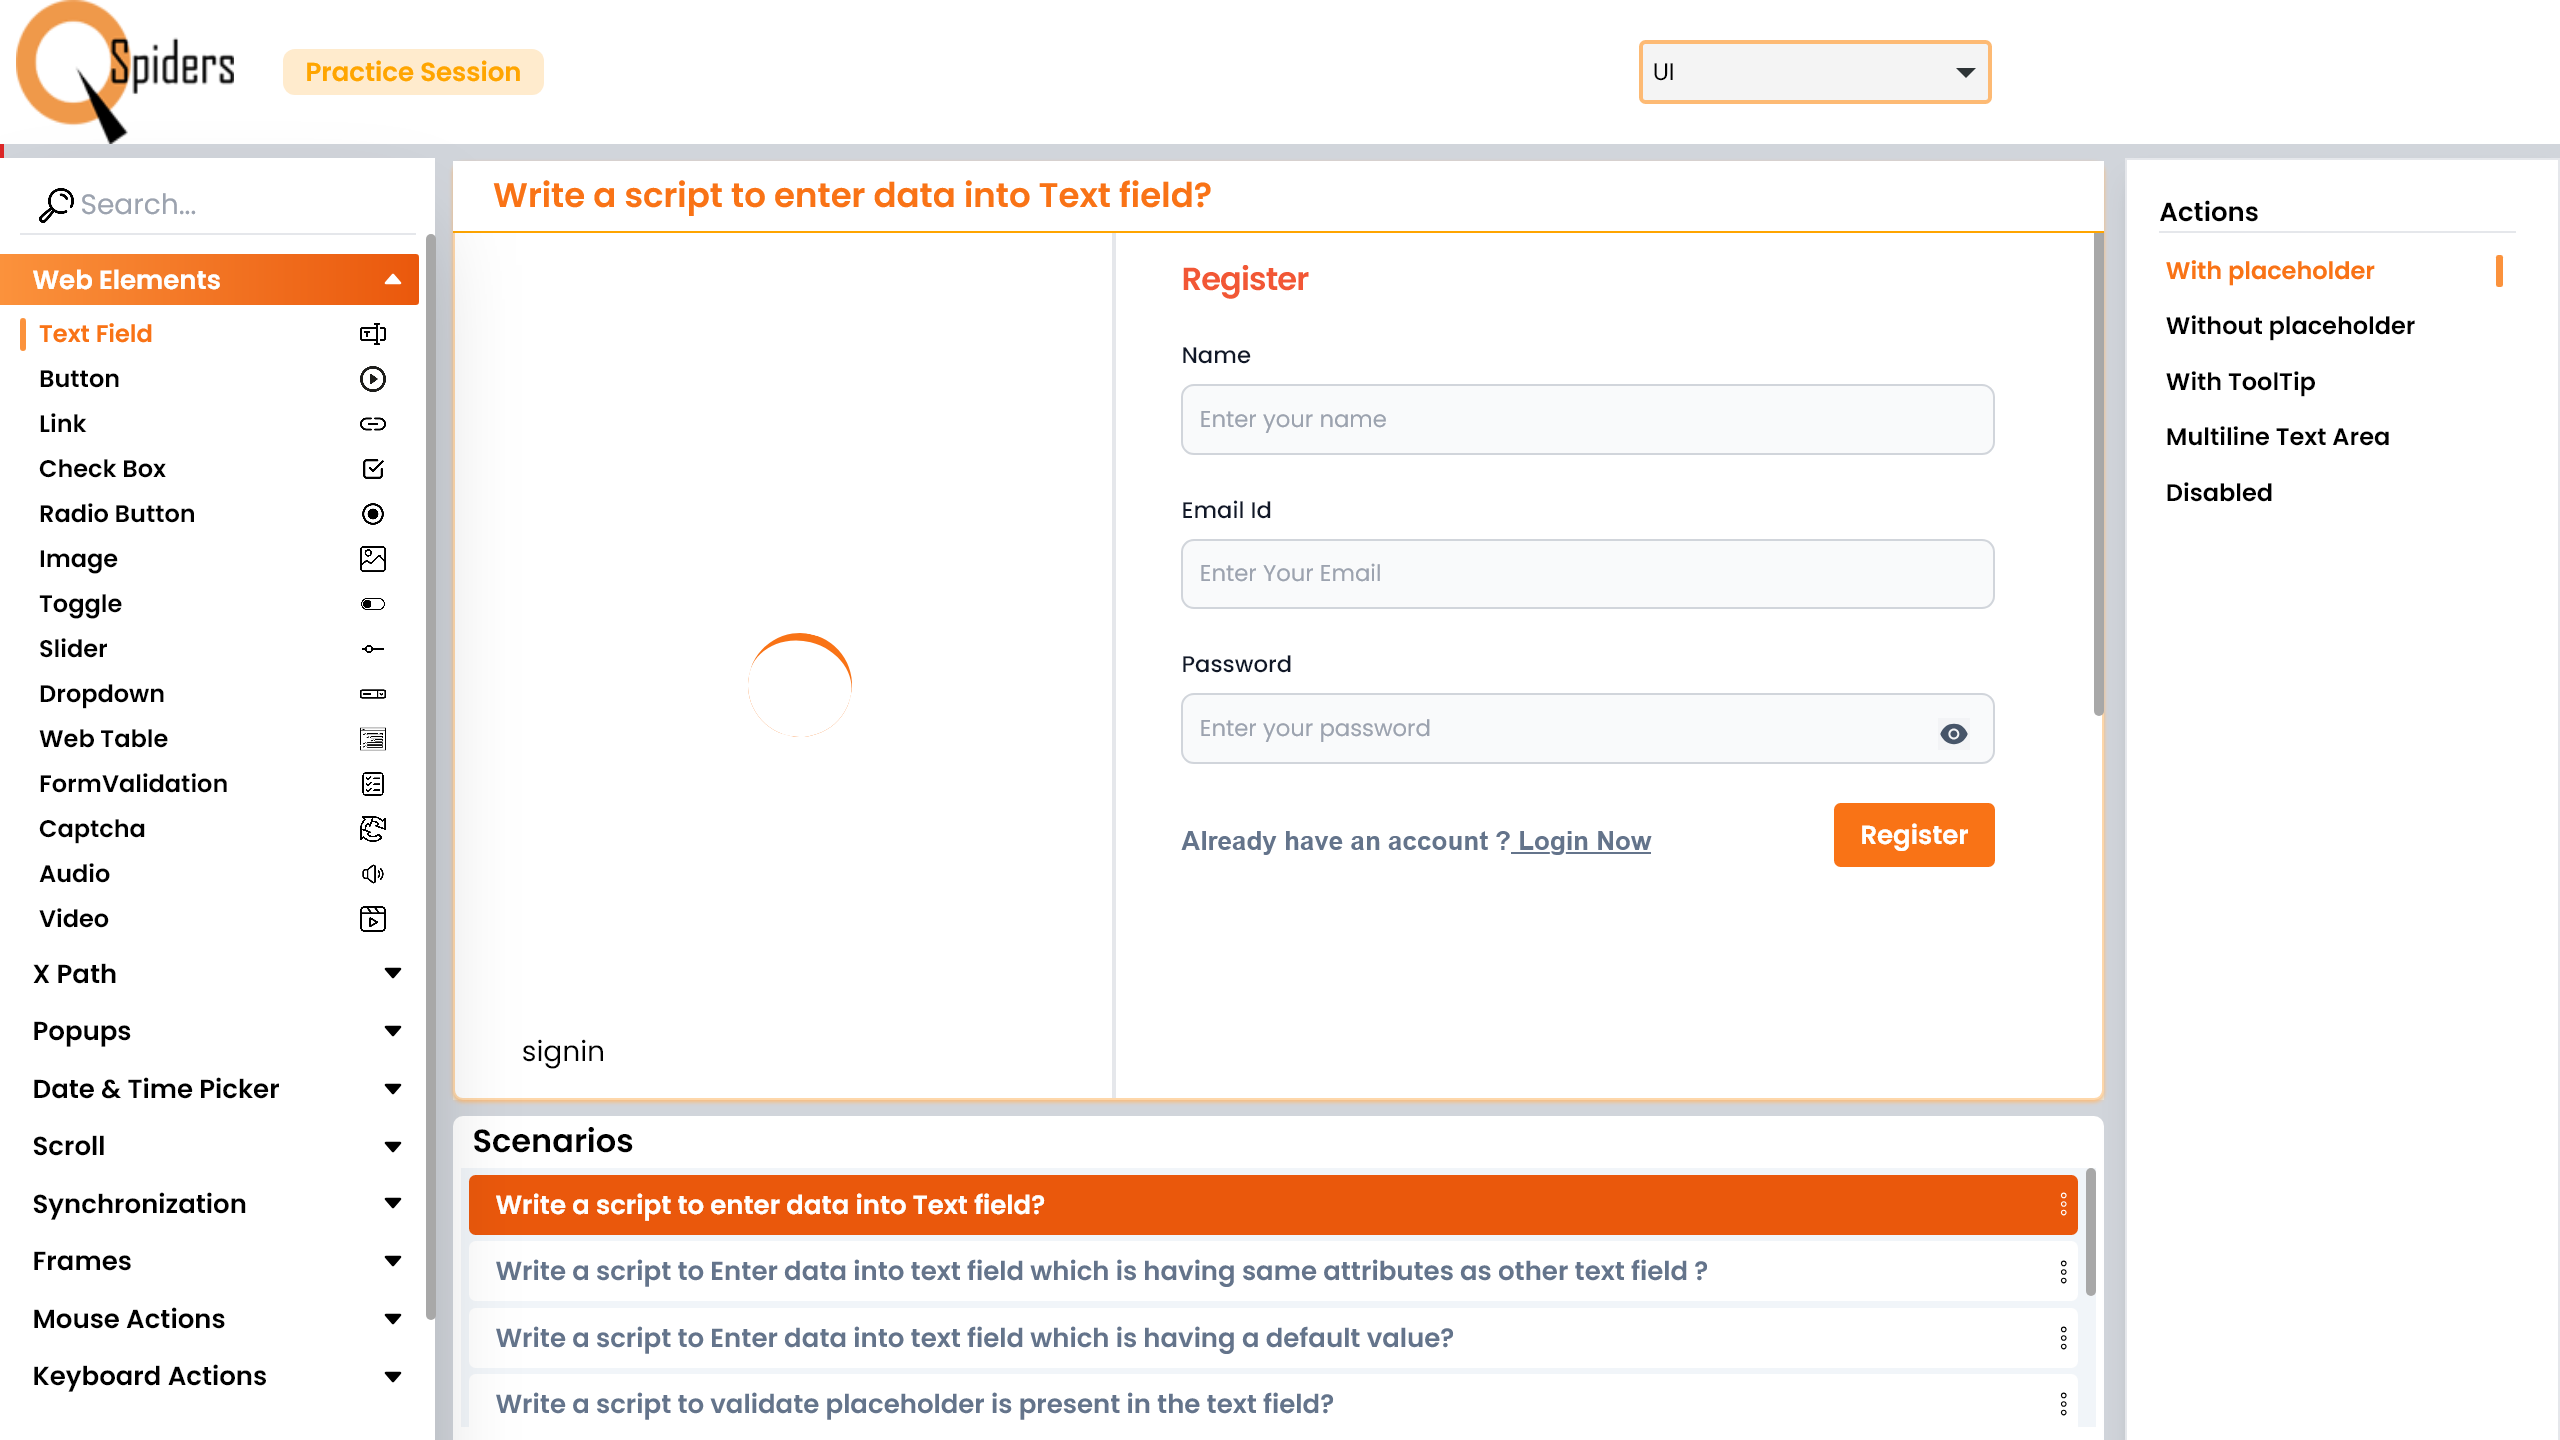 Spiders
Practice Session
UI
Search...
Web Elements
Text Field
Button
Link
Check Box
Radio Button
Image
Toggle
Slider
Dropdown
Web Table
FormValidation
Captcha
Audio
Video
X Path
Popups
Date & Time Picker
Scroll
Synchronization
Frames
Mouse Actions
Keyboard Actions
Write a script to enter data into Text field?
signin
Register
Name
Enter your name
Email Id
Enter Your Email
Password
Enter your password
Already have an account ? Login Now
Register
Scenarios
Write a script to enter data into Text field?
Write a script to Enter data into text field which is having same attributes as other text field ?
Write a script to Enter data into text field which is having a default value?
Write a script to validate placeholder is present in the text field?
Actions
With placeholder
Without placeholder
With ToolTip
Multiline Text Area
Disabled